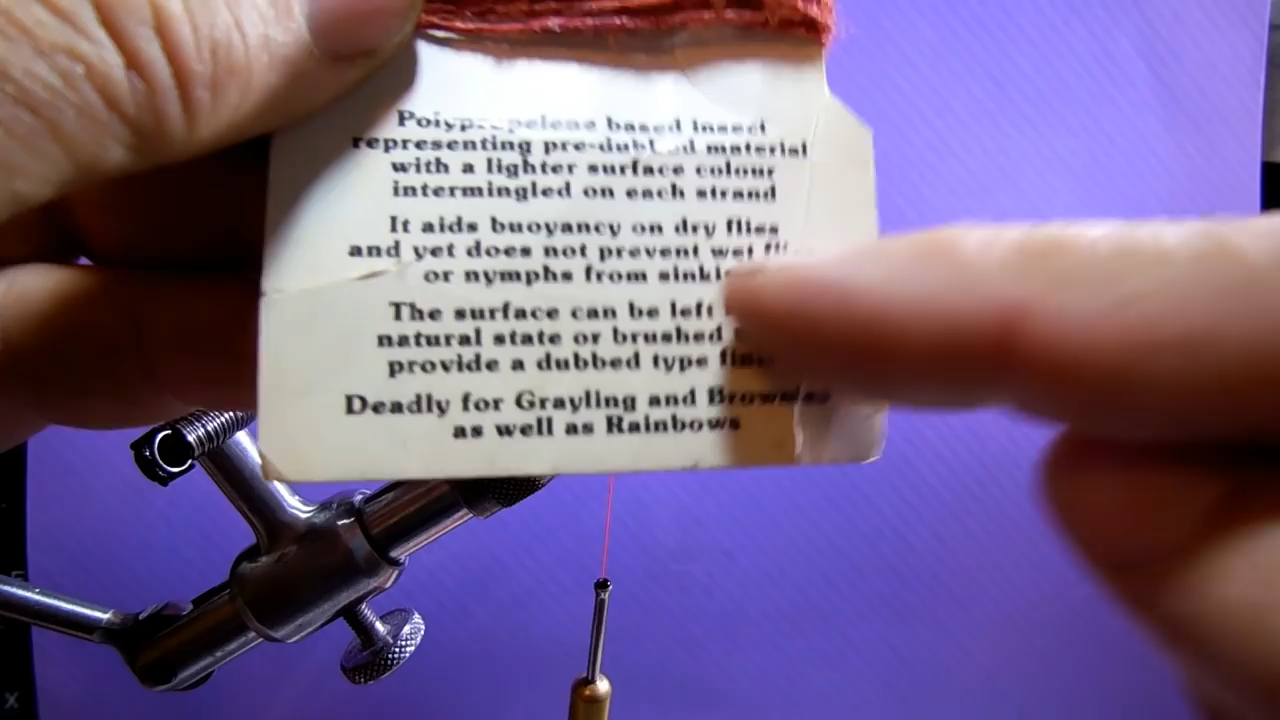 based insect
representing material
with a lighter surface colour
intermingled on each strand
It aids buoyancy on dry flies
and yet does not prevent wet
or nymphs from
The surface can be left
natural state or brushed
provide a dubbed type
Deadly for Grayling and Brownies
as well as Rainbows
X